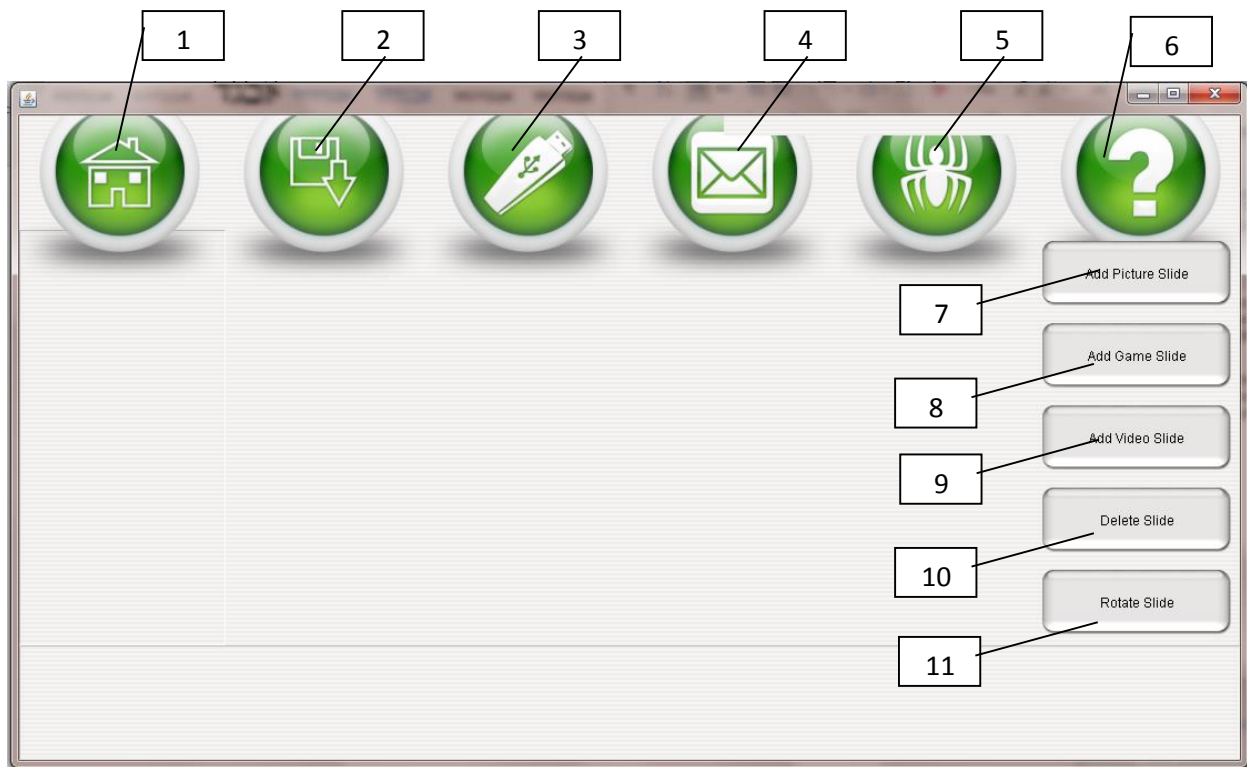 1 2 3 4 5 6
Add Picture Slide
7
Add Game Slide
8
Add Video Slide
9
Delete Slide
10
Rotate Slide
11